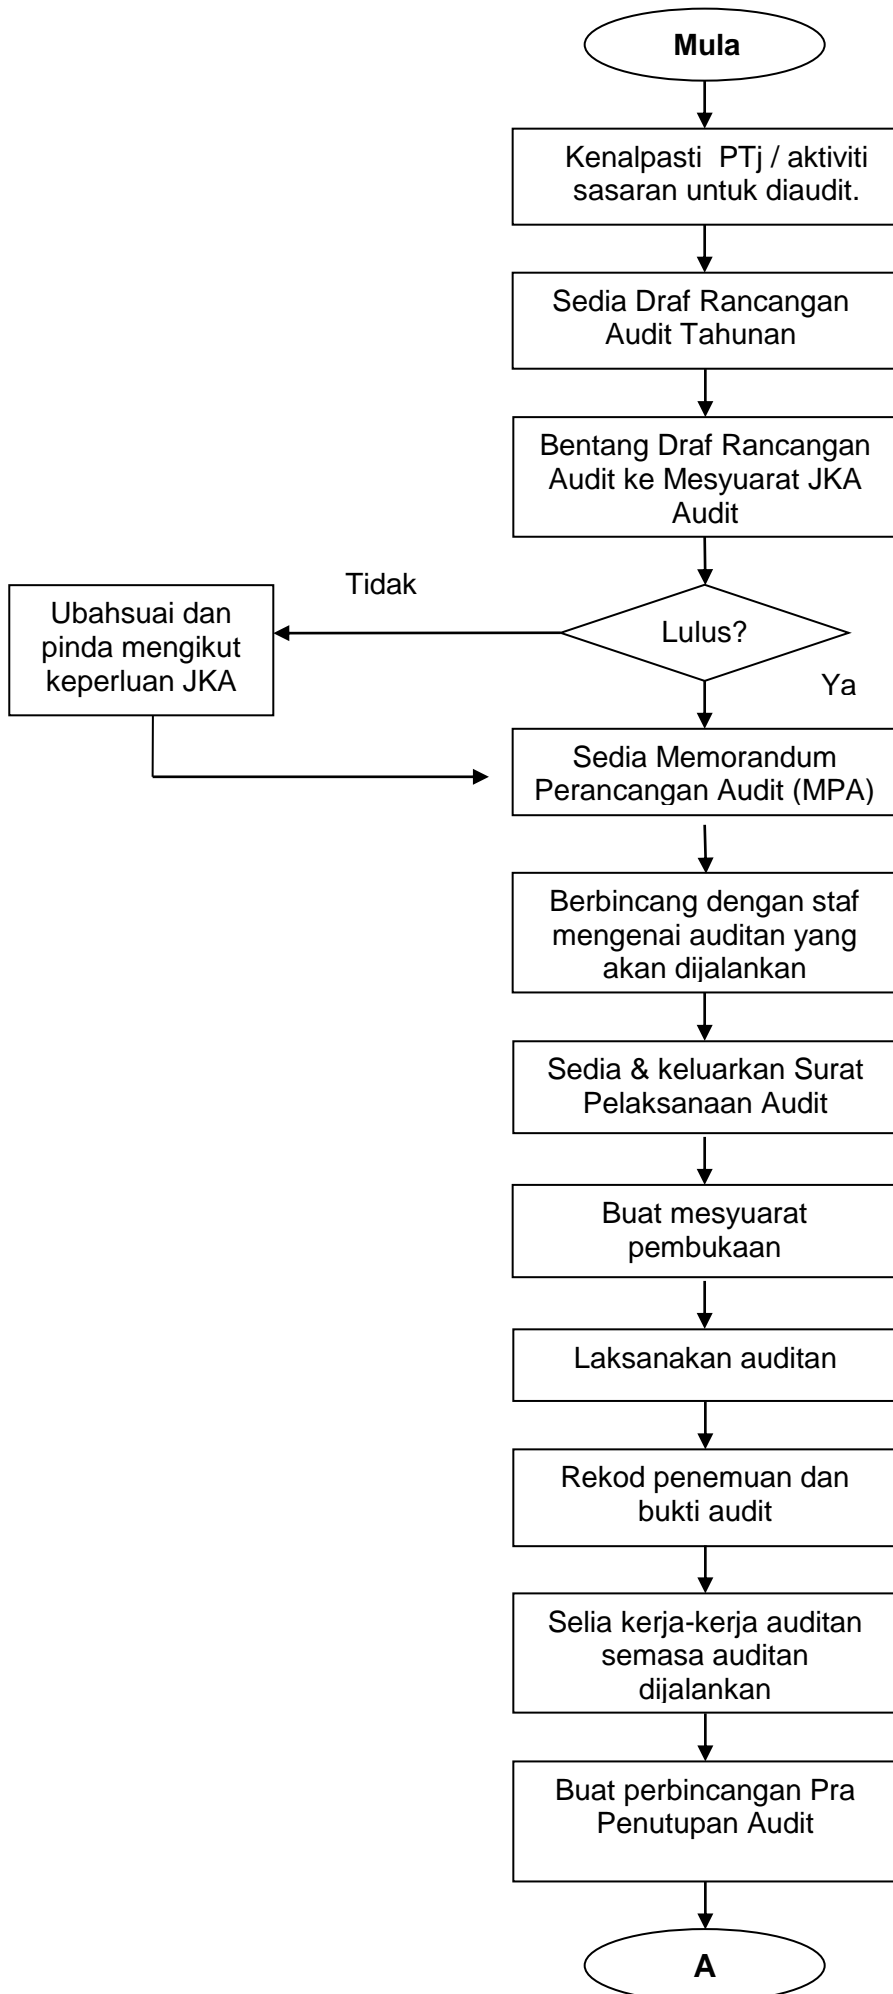 Mula
Kenalpasti PTj / aktiviti
sasaran untuk diaudit.
Sedia Draf Rancangan
Audit Tahunan
Bentang Draf Rancangan
Audit ke Mesyuarat JKA
Audit
Tidak
Ubahsuai dan
pinda mengikut
keperluan JKA
Lulus?
Ya
Sedia Memorandum
Perancangan Audit (MPA)
Berbincang dengan staf
mengenai auditan yang
akan dijalankan
Sedia & keluarkan Surat
Pelaksanaan Audit
Buat mesyuarat
pembukaan
Laksanakan auditan
Rekod penemuan dan
bukti audit
Selia kerja-kerja auditan
semasa auditan
dijalankan
Buat perbincangan Pra
Penutupan Audit
A